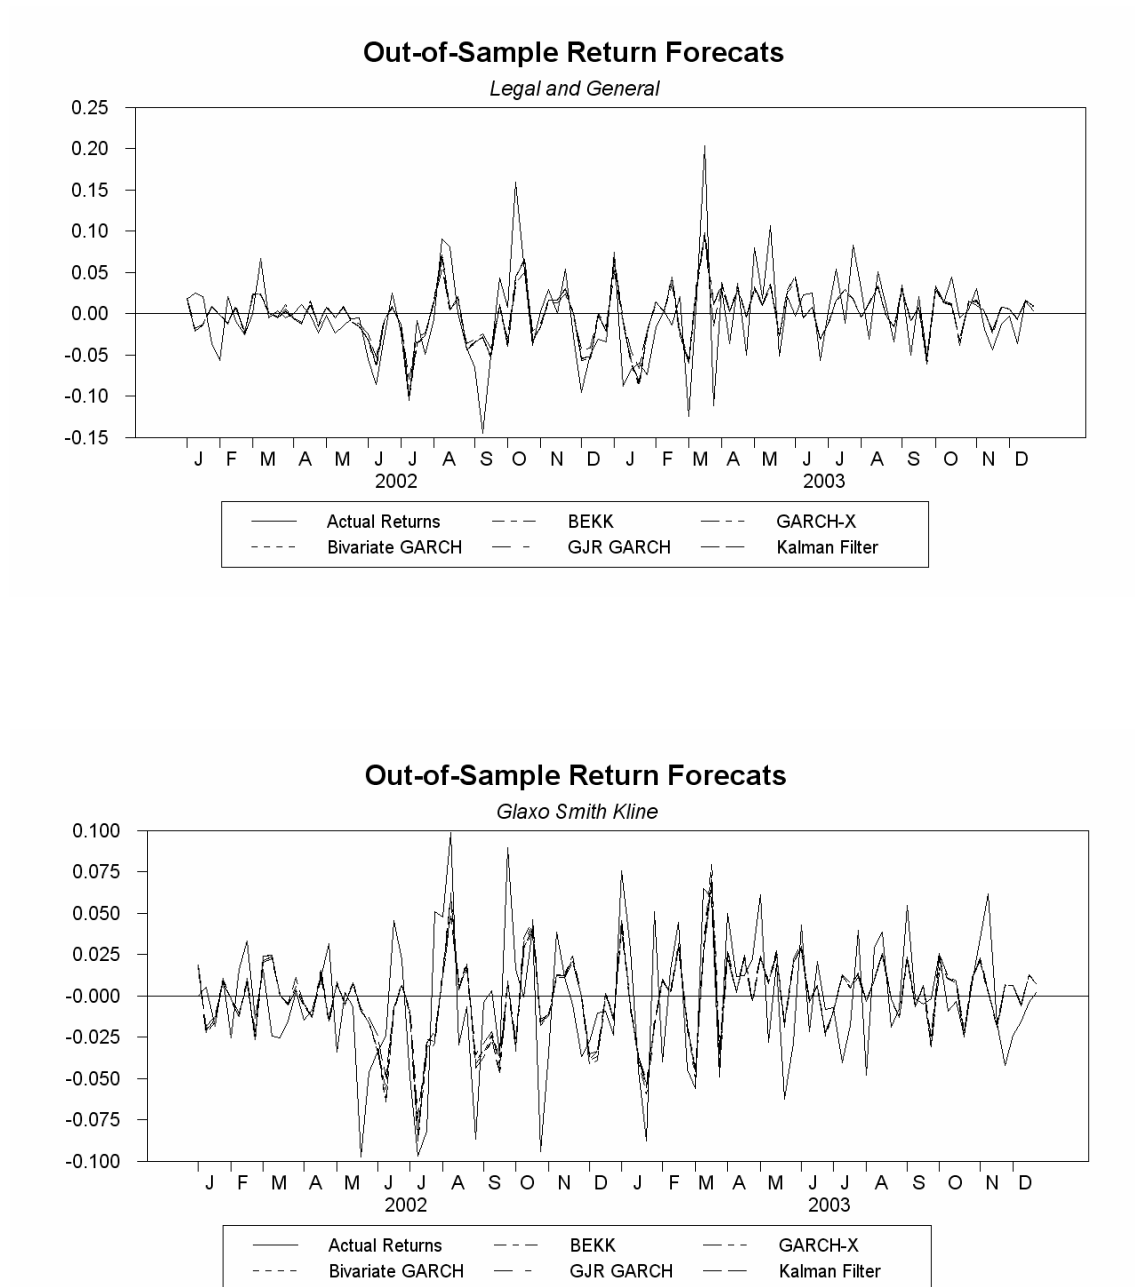 Out-of-Sample Return Forecats
Legal and General
0.25
0.20
0.15
0.10
0.05
0.00
-0.05
-0.10
-0.15
J F M A M J J A S O N D J F M A M J J A S O N D
2002 2003
Actual Returns BEKK GARCH-X
Bivariate GARCH GJR GARCH Kalman Filter
Out-of-Sample Return Forecats
Glaxo Smith Kline
0.100
0.075
0.050
0.025
-0.000
-0.025
-0.050
-0.075
-0.100
J F M A M J J A S O N D J F M A M J J A S O N D
2002 2003
Actual Returns BEKK GARCH-X
Bivariate GARCH GJR GARCH Kalman Filter